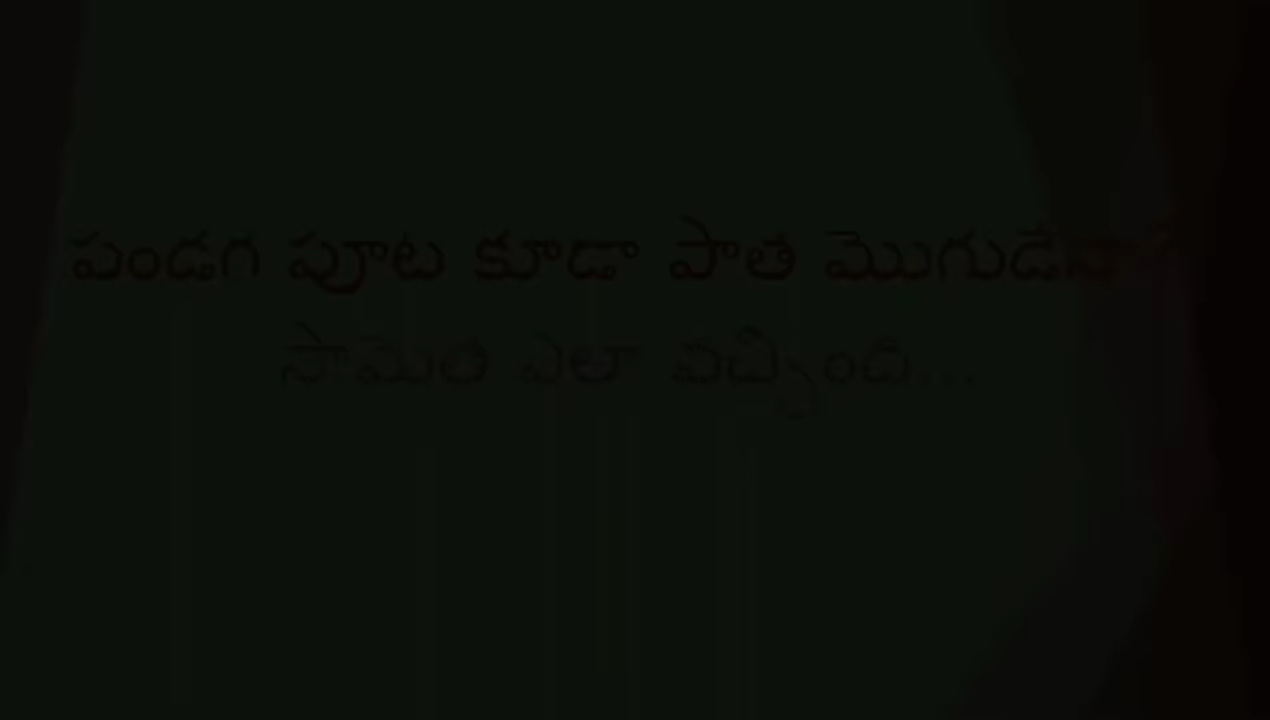 పండగ పూట కూడా పాత మొగుడేనా
సామెత ఎలా వచ్చింది...